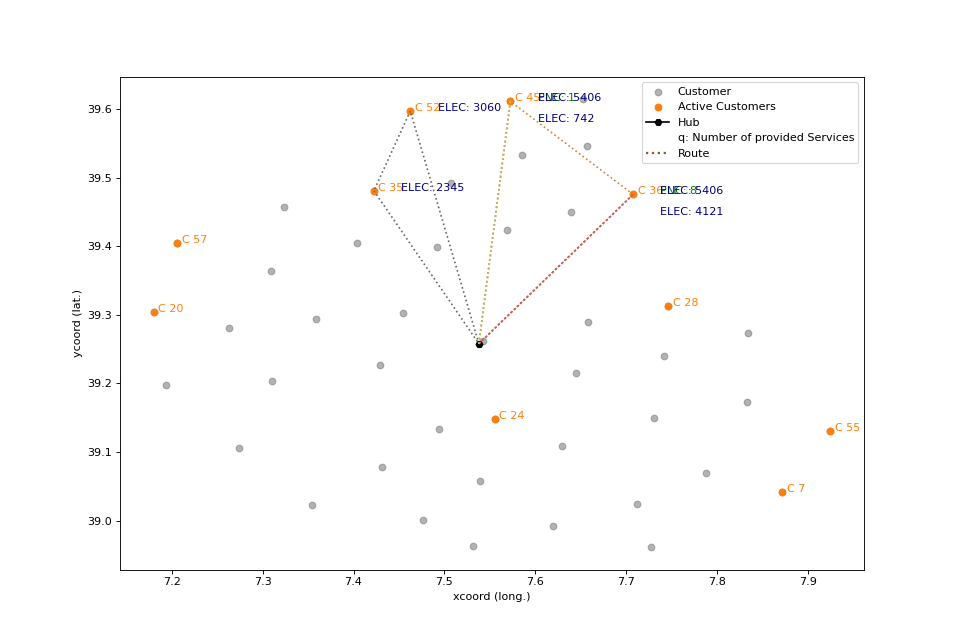 Customer
Active Customers
Hub
q: Number of provided Services
Route
C 52 ELEC: 3060
C 45 ELEC: 5406
ELEC: 742
C 35 ELEC: 2345
C 36 ELEC: 5406
ELEC: 4121
C 57
C 20
C 28
C 24
C 55
C 7
39.6
39.5
39.4
39.3
39.2
39.1
39.0
ycoord (lat.)
7.2 7.3 7.4 7.5 7.6 7.7 7.8 7.9
xcoord (long.)